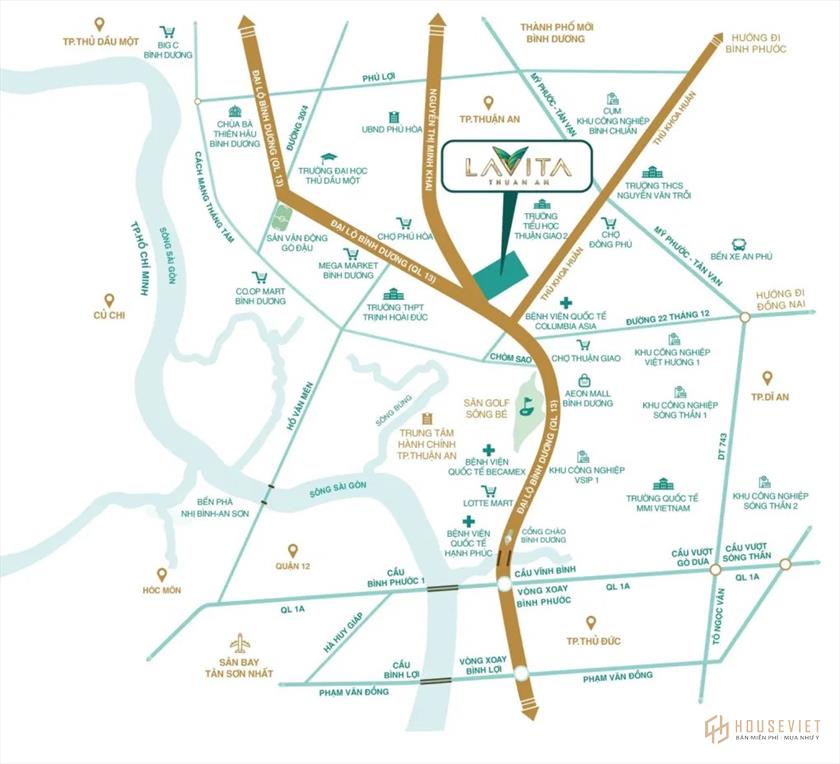 TP.THỦ DẦU MỘT
BIG C
BÌNH DƯƠNG
THÀNH PHỐ MỚI
BÌNH DƯƠNG
HƯỚNG ĐI
BÌNH PHƯỚC
PHÚ LỢI
MỸ PHƯỚC -TÂN VẠN
ĐẠI LỘ BÌNH DƯƠNG (QL 13)
ĐƯỜNG 30/4
NGUYỄN THỊ MINH KHAI
THỦ KHOA HUÂN
CHÙA BÀ
THIÊN HẬU
BÌNH DƯƠNG
UBND PHÚ HÒA
TP.THUẬN AN
CỤM
KHU CÔNG NGHIỆP
BÌNH CHUẨN
CÁCH MẠNG THÁNG TÁM
TRƯỜNG ĐẠI HỌC
THỦ DẦU MỘT
LAVITA
THUAN AN
TRƯỜNG THCS
NGUYỄN VĂN TRỖI
TP.HỒ CHÍ MINH
SÔNG SÀI GÒN
SÂN VẬN ĐỘNG
GÒ ĐẬU
ĐẠI LỘ BÌNH DƯƠNG (QL 13)
CHỢ PHÚ HÒA
TRƯỜNG
TIỂU HỌC
THUẬN GIAO 2
CHỢ
ĐÔNG PHÚ
MỸ PHƯỚC -TÂN VẠN
BẾN XE AN PHÚ
MEGA MARKET
BÌNH DƯƠNG
CO.OP MART
BÌNH DƯƠNG
THỦ KHOA HUÂN
HƯỚNG ĐI
ĐỒNG NAI
CỦ CHI
TRƯỜNG THPT
TRỊNH HOÀI ĐỨC
BỆNH VIỆN QUỐC TẾ
COLUMBIA ASIA
ĐƯỜNG 22 THÁNG 12
CHÒM SAO
CHỢ THUẬN GIAO
KHU CÔNG NGHIỆP
VIỆT HƯƠNG 1
HỒ VĂN MÊN
SÔNG BÚNG
SÂN GOLF
SÔNG BÉ
AEON MALL
BÌNH DƯƠNG
KHU CÔNG NGHIỆP
SÓNG THẦN 1
TP.DĨ AN
TRUNG TÂM
HÀNH CHÍNH
TP.THUẬN AN
ĐẠI LỘ BÌNH DƯƠNG (QL 13)
DT 743
BỆNH VIỆN
QUỐC TẾ BECAMEX
KHU CÔNG NGHIỆP
VSIP 1
SÔNG SÀI GÒN
BẾN PHÀ
NHỊ BÌNH-AN SƠN
LOTTE MART
TRƯỜNG QUỐC TẾ
MMI VIETNAM
KHU CÔNG NGHIỆP
SÓNG THẦN 2
BỆNH VIỆN
QUỐC TẾ
HẠNH PHÚC
CỔNG CHÀO
BÌNH DƯƠNG
HÓC MÔN
QUẬN 12
CẦU
BÌNH PHƯỚC 1
CẦU VĨNH BÌNH
CẦU VƯỢT
GÒ DƯA
CẦU VƯỢT
SÓNG THẦN
QL 1A
VÒNG XOAY
BÌNH PHƯỚC
QL 1A
QL 1A
HÀ HUY GIÁP
TÔ NGỌC VÂN
TP.THỦ ĐỨC
SÂN BAY
TÂN SƠN NHẤT
CẦU
BÌNH LỢI
VÒNG XOAY
BÌNH LỢI
PHẠM VĂN ĐỒNG
PHẠM VĂN ĐỒNG
HOUSEVIET
BÁN MIỄN PHÍ - MUA NHƯ Ý